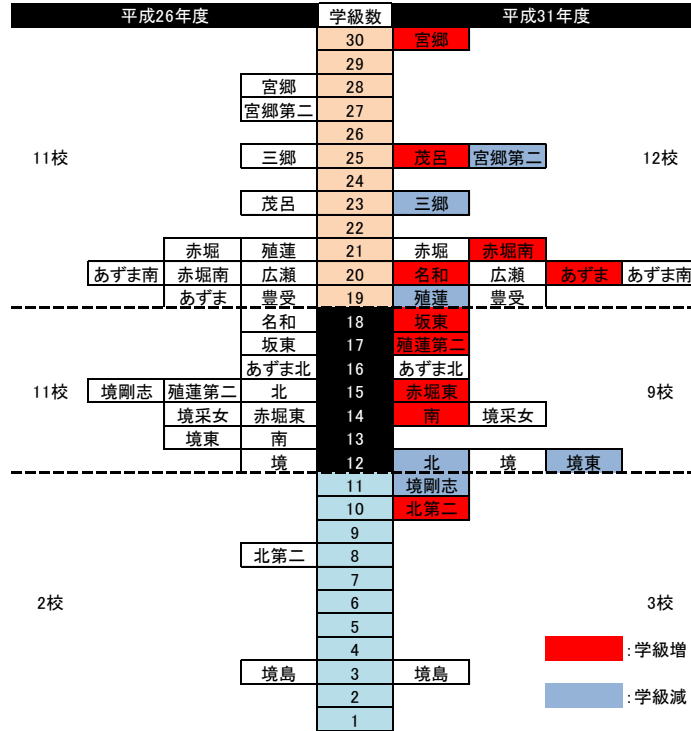 平成26年度 学級数 平成31年度
30 宮郷
29
宮郷 28
宮郷第二 27
26
11校 三郷 25 茂呂 宮郷第二 12校
24
茂呂 23 三郷
22
赤堀 殖蓮 21 赤堀 赤堀南
あずま南 赤堀南 広瀬 20 名和 広瀬 あずま あずま南
あずま 豊受 19 殖蓮 豊受
名和 18 坂東
坂東 17 殖蓮第二
あずま北 16 あずま北
11校 境剛志 殖蓮第二 北 15 赤堀東 9校
境采女 赤堀東 14 南 境采女
境東 南 13
境 12 北 境 境東
11 境剛志
10 北第二
9
北第二 8
7
2校 6 3校
5
4 :学級増
境島 3 境島
2 :学級減
1